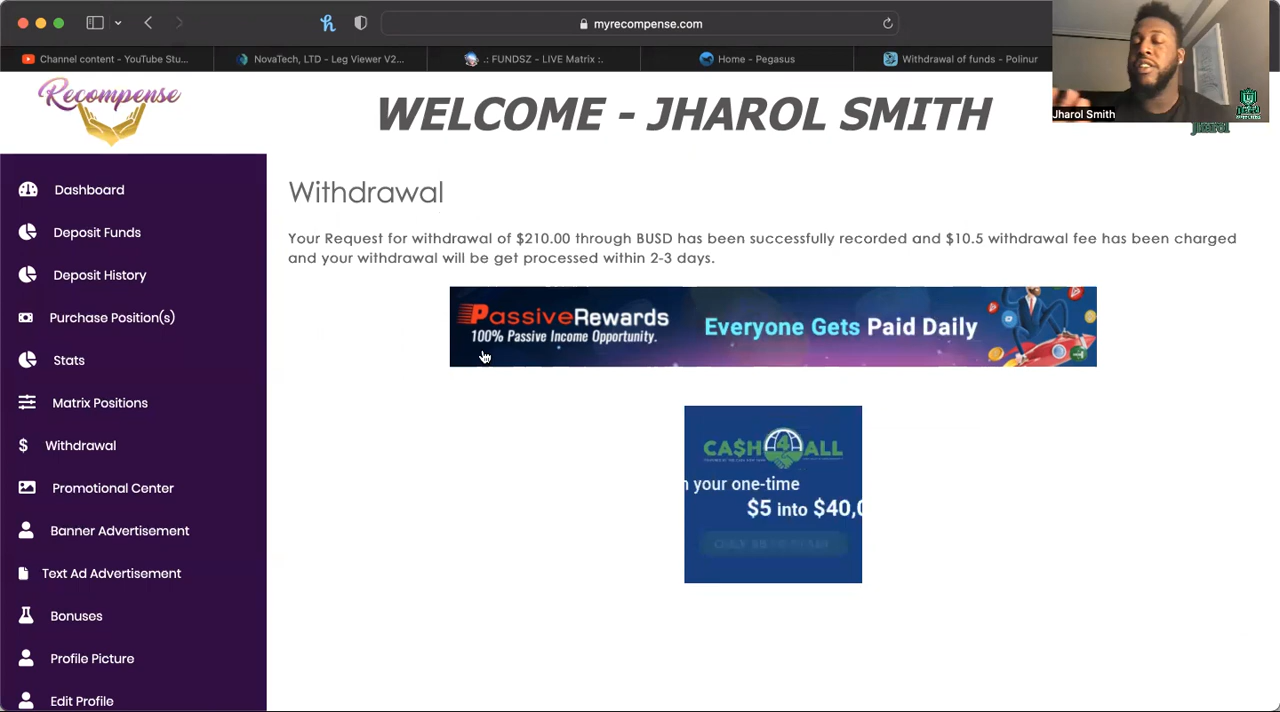 myrecompense.com
Channel content - YouTube Stu...
NovaTech, LTD - Leg Viewer V2...
.: FUNDSZ - LIVE Matrix :.
Home - Pegasus
Withdrawal of funds - Polinur
Recompense
WELCOME - JHAROL SMITH
Jharol Smith
Dashboard
Deposit Funds
Deposit History
Purchase Position(s)
Stats
Matrix Positions
Withdrawal
Promotional Center
Banner Advertisement
Text Ad Advertisement
Bonuses
Profile Picture
Edit Profile
Withdrawal
Your Request for withdrawal of $210.00 through BUSD has been successfully recorded and $10.5 withdrawal fee has been charged
and your withdrawal will be get processed within 2-3 days.
PassiveRewards
100% Passive Income Opportunity.
Everyone Gets Paid Daily
CA$H 4 ALL
n your one-time
$5 into $40,0